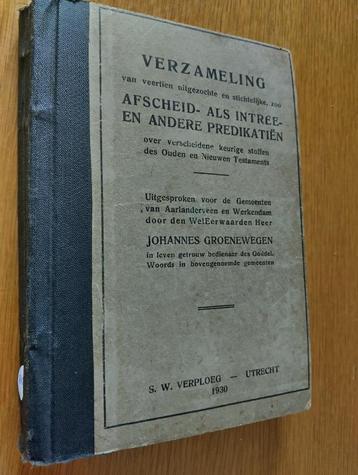 VERZAMELING
van veertien uitgezochte en stichtelijke, zoo
AFSCHEID- ALS INTREE-
EN ANDERE PREDIKATIËN
over verscheidene keurige stoffen
des Ouden en Nieuwen Testaments
Uitgesproken voor de Gemeenten
van Aarlanderveen en Werkendam
door den WelEerwaarden Heer
JOHANNES GROENEWEGEN
in leven getrouw bedienaar des Goddel.
Woords in bovengenoemde gemeenten
S. W. VERPLOEG — UTRECHT
1930